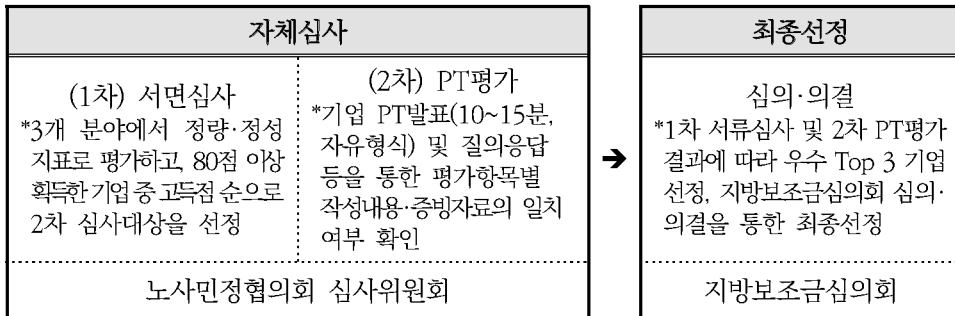 자체심사
(1차) 서면심사
*3개 분야에서 정량·정성
지표로 평가하고, 80점 이상
획득한 기업 중 고득점 순으로
2차 심사대상을 선정
(2차) PT평가
*기업 PT발표(10~15분,
자유형식) 및 질의응답
등을 통한 평가항목별
작성내용·증빙자료의 일치
여부 확인
노사민정협의회 심사위원회
➔
최종선정
심의·의결
*1차 서류심사 및 2차 PT평가
결과에 따라 우수 Top 3 기업
선정, 지방보조금심의회 심의·
의결을 통한 최종선정
지방보조금심의회